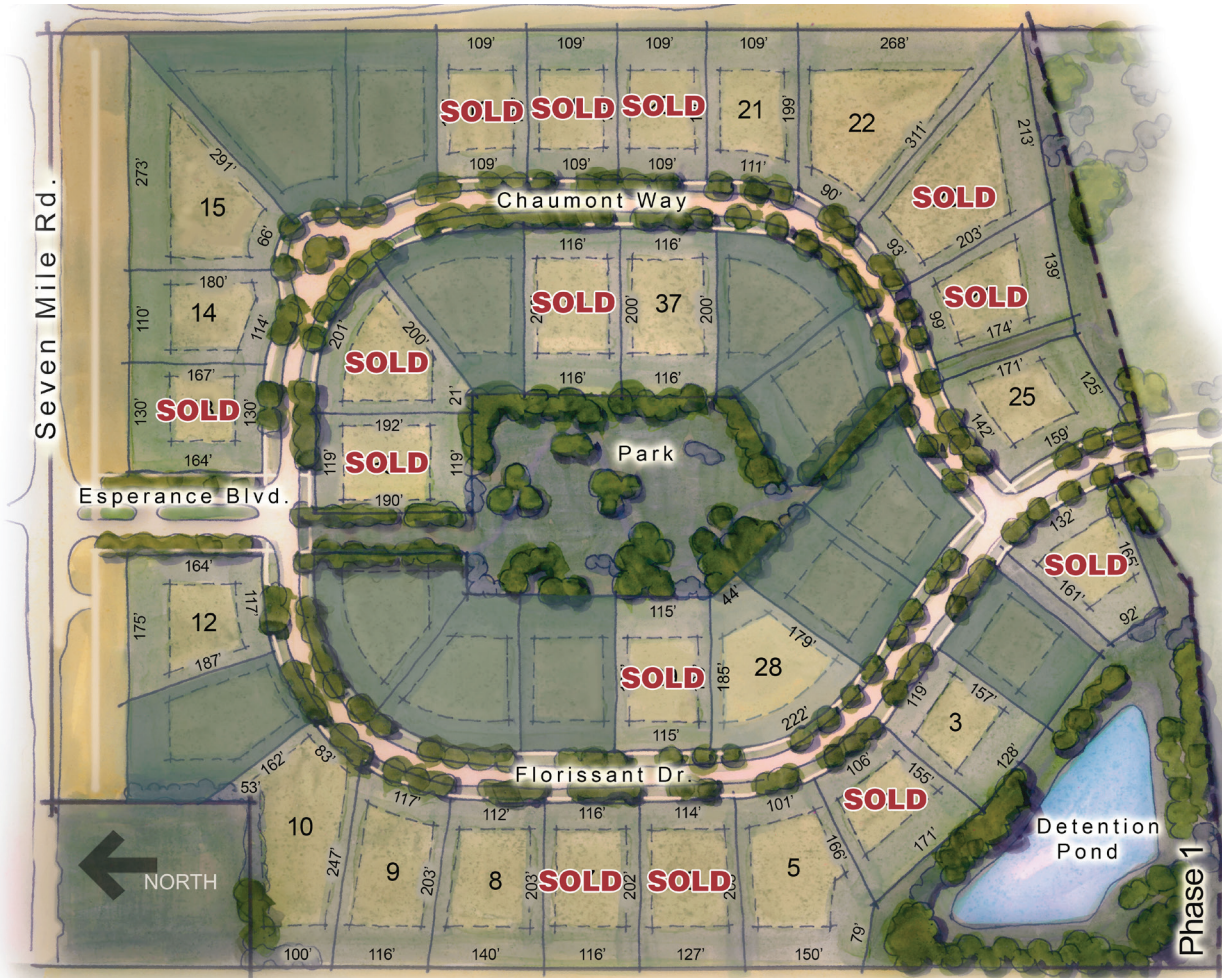 109' 109' 109' 109' 268'
SOLD SOLD SOLD 21 199' 22 311' 213'
109' 109' 109' 111' 90'
273' 291' 15 66'
Chaumont Way
SOLD
93' 203'
180'
110' 14 114'
116' 116'
SOLD 200' 37 200'
201' 200'
SOLD
21'
139'
SOLD
99' 174'
167'
130' SOLD 130'
164'
116' 116'
192'
119' SOLD 119'
190'
171'
25 125'
142' 159'
Seven Mile Rd.
Park
Esperance Blvd.
164'
175' 12 117'
187'
132'
SOLD 165'
161'
92'
115' 44'
SOLD 185' 28 179'
115' 222'
119' 157'
3
128'
53' 162' 83'
Florissant Dr.
106' 155'
SOLD
171'
117' 112' 116' 114' 101'
10 247' 9 203' 8 203' SOLD 202' SOLD 5 166'
100' 116' 140' 116' 127' 150' 79'
NORTH
Detention
Pond
Phase 1